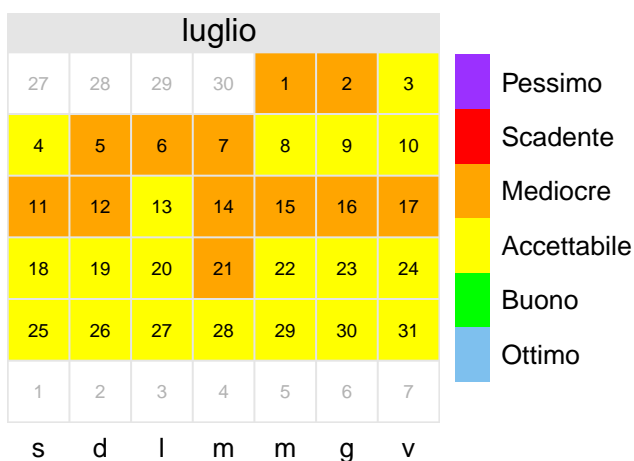 luglio
27 28 29 30 1 2 3
4 5 6 7 8 9 10
11 12 13 14 15 16 17
18 19 20 21 22 23 24
25 26 27 28 29 30 31
1 2 3 4 5 6 7
s d l m m g v
Pessimo
Scadente
Mediocre
Accettabile
Buono
Ottimo